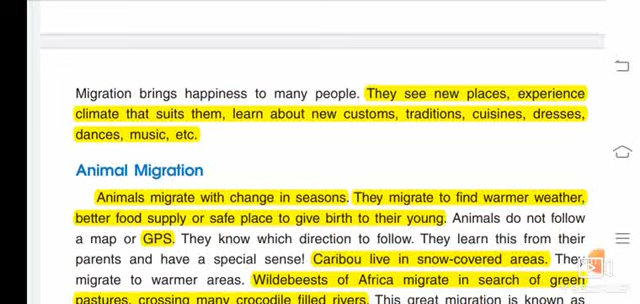 Migration brings happiness to many people. They see new places, experience
climate that suits them, learn about new customs, traditions, cuisines, dresses,
dances, music, etc.
Animal Migration
Animals migrate with change in seasons. They migrate to find warmer weather,
better food supply or safe place to give birth to their young. Animals do not follow
a map or GPS. They know which direction to follow. They learn this from their
parents and have a special sense! Caribou live in snow-covered areas. They
migrate to warmer areas. Wildebeests of Africa migrate in search of green
pastures, crossing many crocodile filled rivers. This great migration is known as